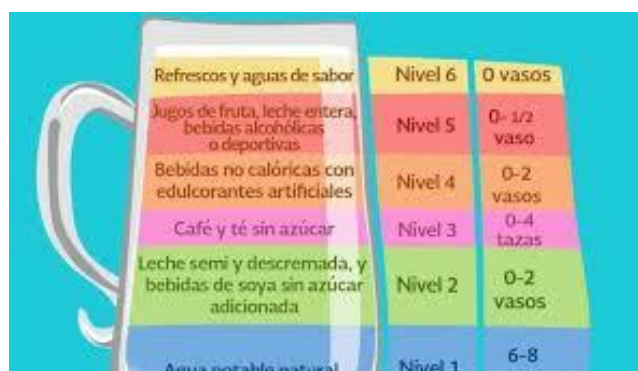 Refrescos y aguas de sabor Nivel 6 0 vasos
Jugos de fruta, leche entera,
bebidas alcohólicas
o deportivas
Nivel 5
0- 1/2
vaso
Bebidas no calóricas con
edulcorantes artificiales
Nivel 4
0-2
vasos
Café y té sin azúcar Nivel 3
0-4
tazas
Leche semi y descremada, y
bebidas de soya sin azúcar
adicionada
Nivel 2
0-2
vasos
Agua potable natural Nivel 1
6-8